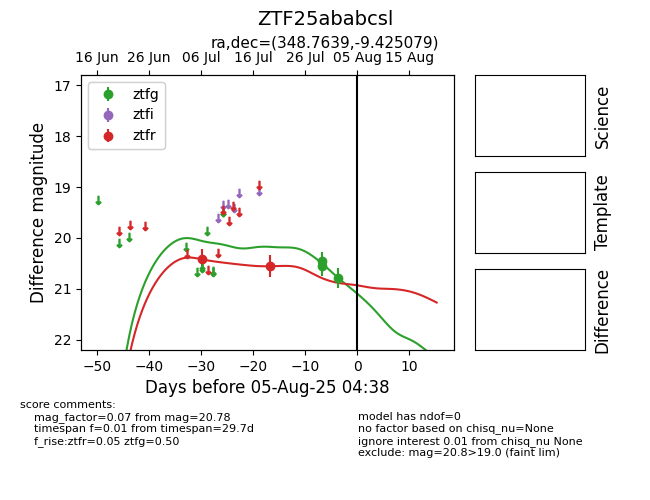 ZTF25ababcsl
ra,dec=(348.7639,-9.425079)
16 Jun 26 Jun 06 Jul 16 Jul 26 Jul 05 Aug 15 Aug
ztfg
ztfi
ztfr
17
18
19
20
21
22
Difference magnitude
−50 −40 −30 −20 −10 0 10
Days before 05-Aug-25 04:38
Science
Template
Difference
score comments:
mag_factor=0.07 from mag=20.78
timespan f=0.01 from timespan=29.7d
f_rise:ztfr=0.05 ztfg=0.50
model has ndof=0
no factor based on chisq_nu=None
ignore interest 0.01 from chisq_nu None
exclude: mag=20.8>19.0 (faint lim)